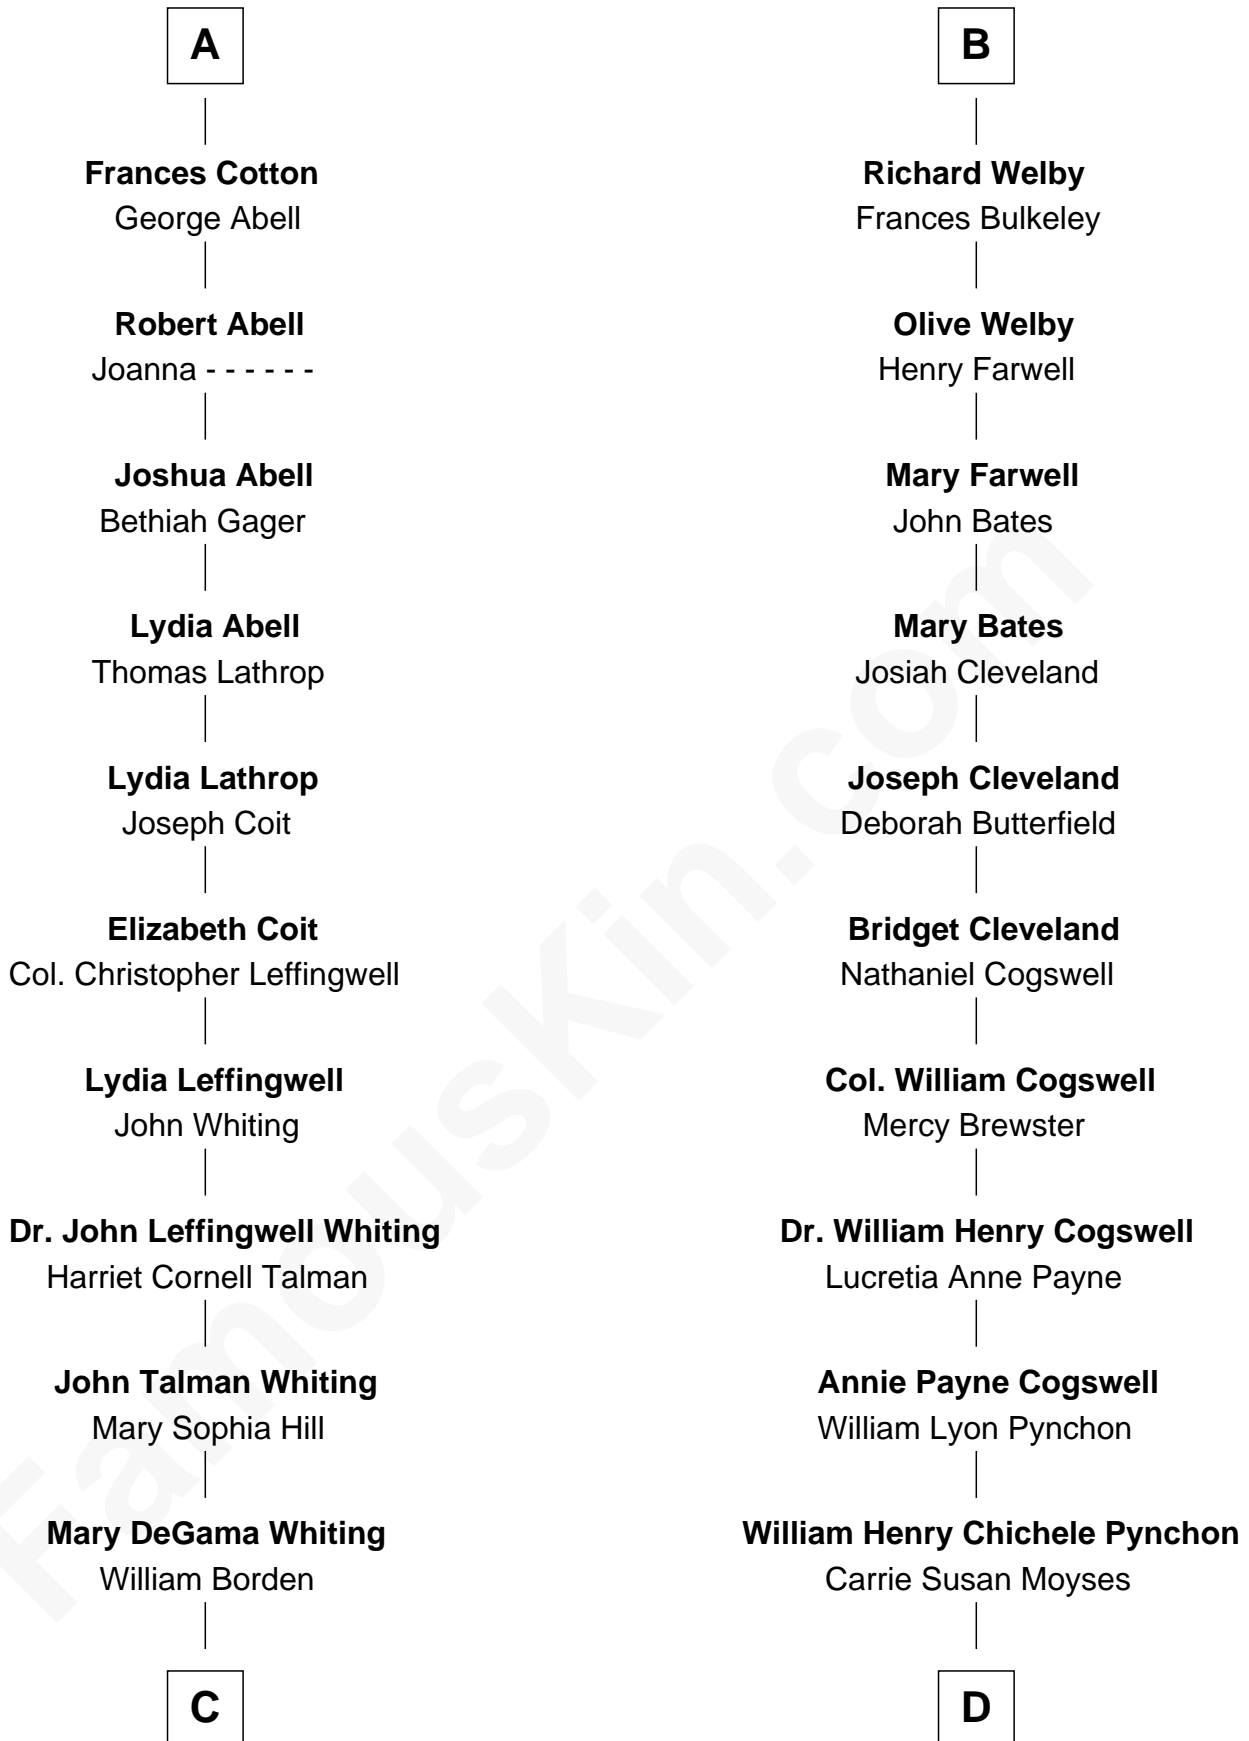 A
Frances Cotton
George Abell
Robert Abell
Joanna - - - - - -
Joshua Abell
Bethiah Gager
Lydia Abell
Thomas Lathrop
Lydia Lathrop
Joseph Coit
Elizabeth Coit
Col. Christopher Leffingwell
Lydia Leffingwell
John Whiting
Dr. John Leffingwell Whiting
Harriet Cornell Talman
John Talman Whiting
Mary Sophia Hill
Mary DeGama Whiting
William Borden
C
B
Richard Welby
Frances Bulkeley
Olive Welby
Henry Farwell
Mary Farwell
John Bates
Mary Bates
Josiah Cleveland
Joseph Cleveland
Deborah Butterfield
Bridget Cleveland
Nathaniel Cogswell
Col. William Cogswell
Mercy Brewster
Dr. William Henry Cogswell
Lucretia Anne Payne
Annie Payne Cogswell
William Lyon Pynchon
William Henry Chichele Pynchon
Carrie Susan Moyses
D
FamousKin.com